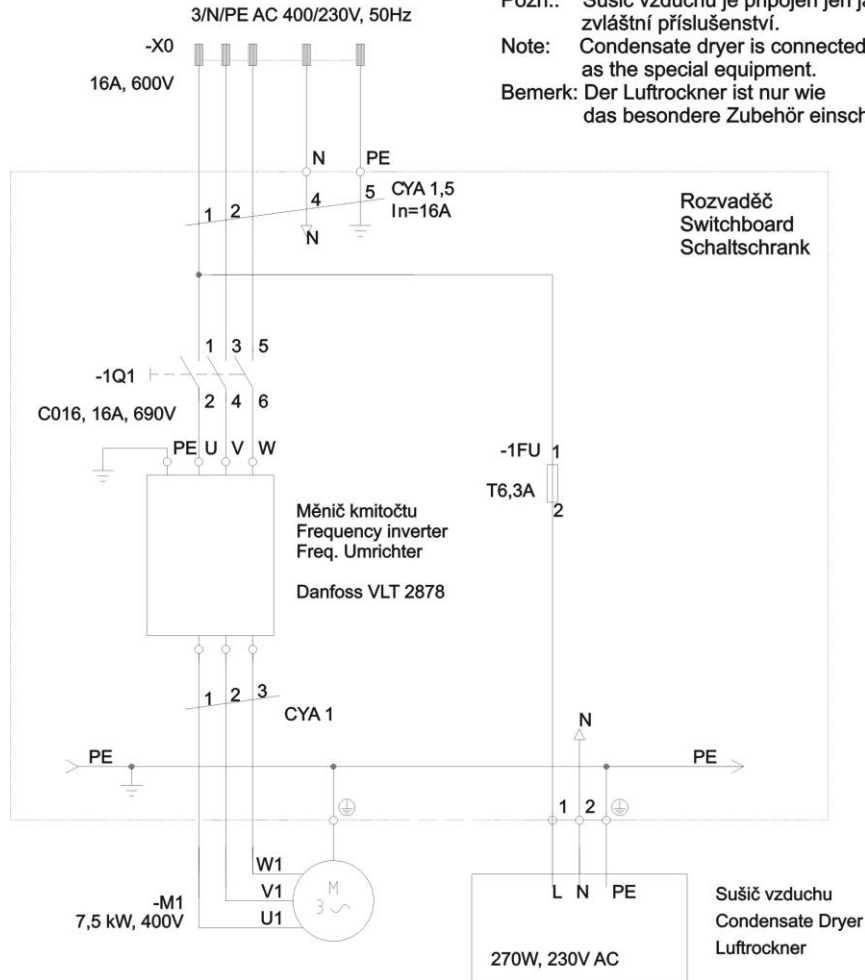 3/N/PE AC 400/230V, 50Hz
-X0
16A, 600V
Pozn.: Sušič vzduchu je připojen jen
zvláštní příslušenství.
Note: Condensate dryer is connected
as the special equipment.
Bemerk: Der Luftrockner ist nur wie
das besondere Zubehör
N PE
1 2 4 5
CYA 1,5
In=16A
N
Rozvaděč
Switchboard
Schaltschrank
1 3 5
-1Q1
2 4 6
C016, 16A, 690V
PE U V W
-1FU 1
T6,3A
2
Měnič kmitočtu
Frequency inverter
Freq. Umrichter
Danfoss VLT 2878
1 2 3
CYA 1
N
PE PE
1 2
W1
V1
U1
M
3
-M1
7,5 kW, 400V
L N PE
270W, 230V AC
Sušič vzduchu
Condensate Dryer
Luftrockner